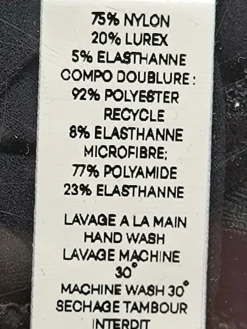 75% NYLON
20% LUREX
5% ELASTHANNE
COMPO DOUBLURE :
92% POLYESTER
RECYCLE
8% ELASTHANNE
MICROFIBRE;
77% POLYAMIDE
23% ELASTHANNE
LAVAGE A LA MAIN
HAND WASH
LAVAGE MACHINE
30°
MACHINE WASH 30°
SECHAGE TAMBOUR
INTERDIT